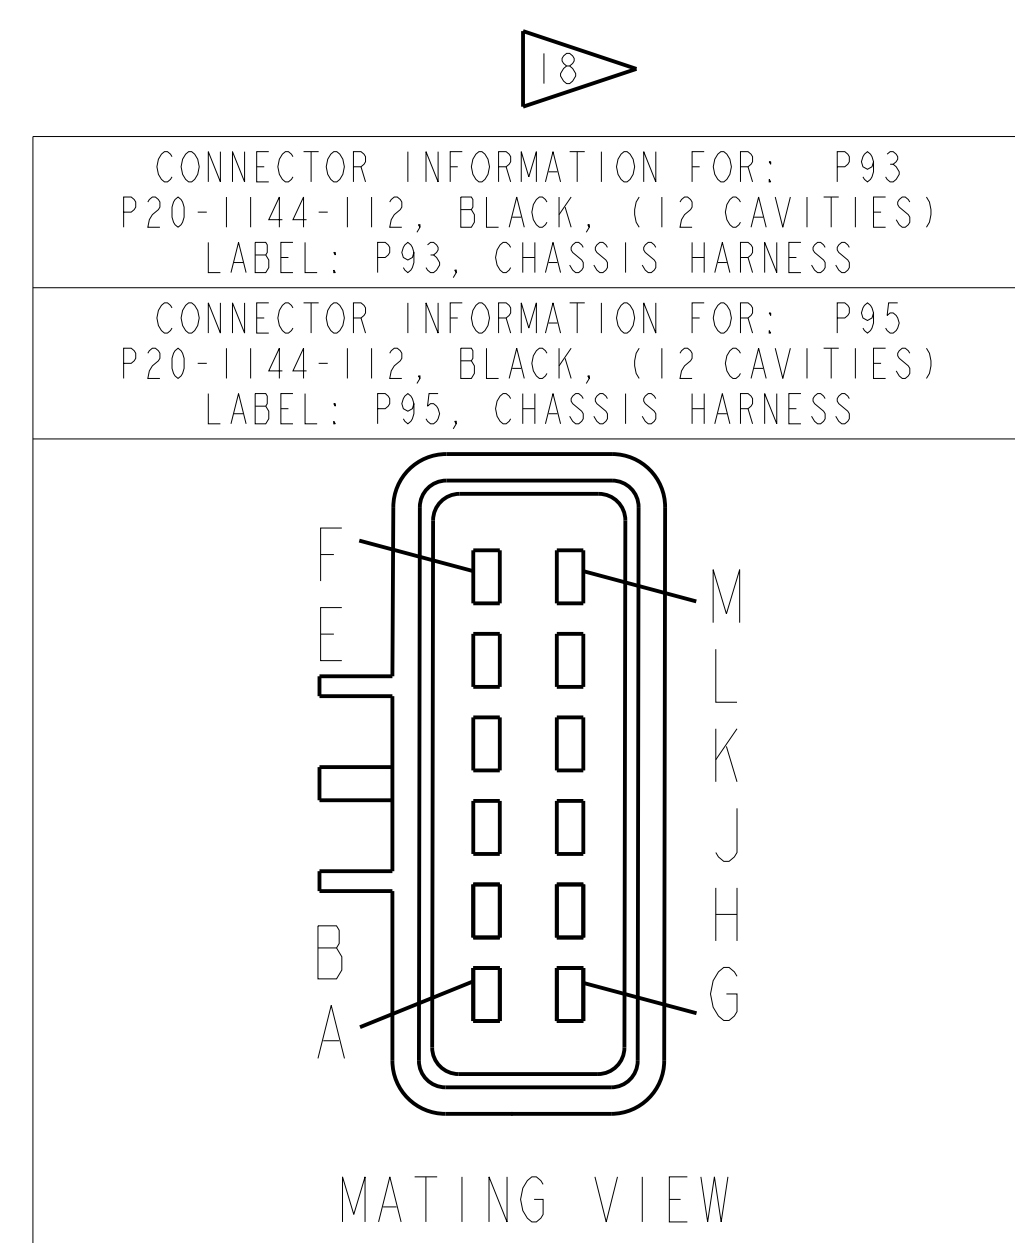 18
CONNECTOR INFORMATION FOR: P93
P20-1144-112, BLACK, (12 CAVITIES)
LABEL: P93, CHASSIS HARNESS
CONNECTOR INFORMATION FOR: P95
P20-1144-112, BLACK, (12 CAVITIES)
LABEL: P95, CHASSIS HARNESS
F
E
B
A
M
L
K
J
H
G
MATING VIEW